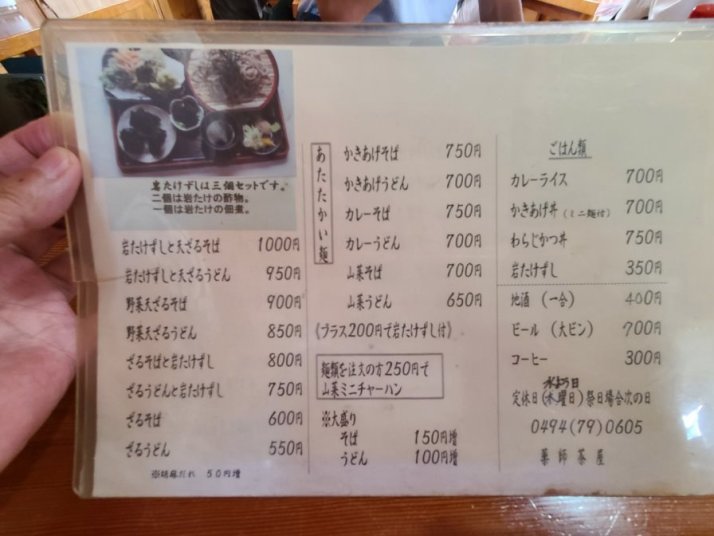 岩たけずしは三個セットです。
二個は岩たけの酢物。
一個は岩たけの佃煮。
岩たけずしと天ざるそば 1000円
岩たけずしと天ざるうどん 950円
野菜天ざるそば 900円
野菜天ざるうどん 850円
ざるそばと岩たけずし 800円
ざるうどんと岩たけずし 750円
ざるそば 600円
ざるうどん 550円
※胡麻だれ 50円増
あたたかい麺
かきあげそば 750円
かきあげうどん 700円
カレーそば 750円
カレーうどん 700円
山菜そば 700円
山菜うどん 650円
《プラス200円で岩たけずし付》
麺類を注文の方250円で
山菜ミニチャーハン
※大盛り
そば 150円増
うどん 100円増
ごはん類
カレーライス 700円
かきあげ丼(ミニ麺付) 700円
わらじかつ丼 750円
岩たけずし 350円
地酒(一合) 400円
ビール(大ビン) 700円
コーヒー 300円
水よう日
定休日(木曜日)祭日場合次の日
0494(79)0605
薬師茶屋